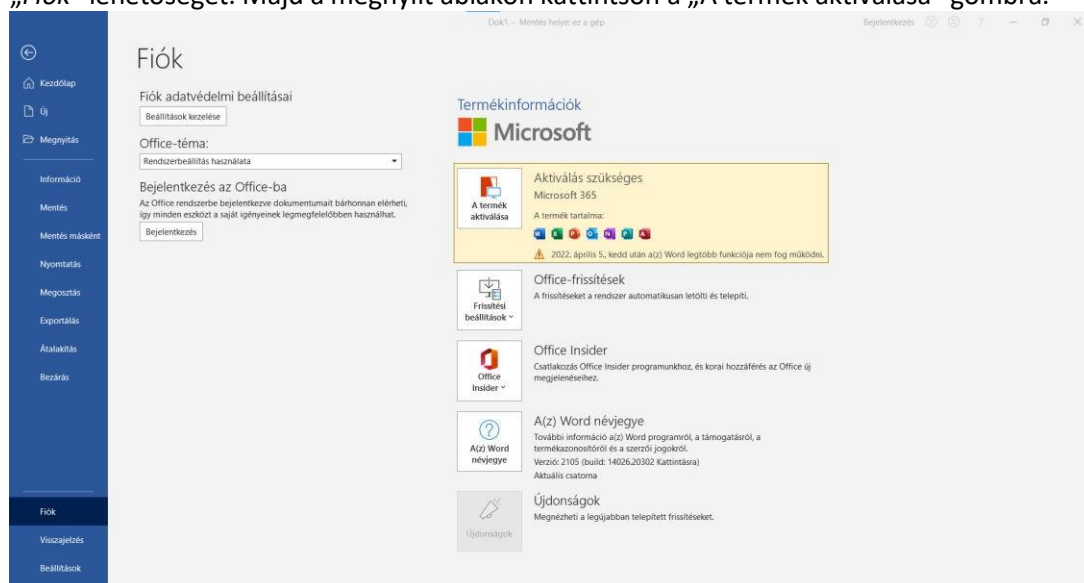 „Fiók" lehetőséget. Majd a megnyílt ablakon kattintson a „A termék aktiválása" gombra.
Dok1 - Mentés helye: ez a gép
Bejelentkezés
?
Fiók
Kezdőlap
Új
Megnyitás
Információ
Mentés
Mentés másként
Nyomtatás
Megosztás
Exportálás
Átalakítás
Bezárás
Fiók
Visszajelzés
Beállítások
Fiók adatvédelmi beállításai
Beállítások kezelése
Office-téma:
Rendszerbeállítás használata
Bejelentkezés az Office-ba
Az Office rendszerbe bejelentkezve dokumentumait bárhonnan elérheti,
így minden eszközt a saját igényeinek legmegfelelőbben használhat.
Bejelentkezés
Termékinformációk
Microsoft
A termék
aktiválása
Aktiválás szükséges
Microsoft 365
A termék tartalma:
2022. április 5., kedd után a(z) Word legtöbb funkciója nem fog működni.
Frissítési
beállítások
Office-frissítések
A frissítéseket a rendszer automatikusan letölti és telepíti.
Office
Insider
Office Insider
Csatlakozás Office Insider programunkhoz, és korai hozzáférés az Office új
megjelenéseihez.
A(z) Word
névjegye
A(z) Word névjegye
További információ a(z) Word programról, a támogatásról, a
termékazonosítóról és a szerzői jogokról.
Verzió: 2105 (build: 14026.20302 Kattintásra)
Aktuális csatorna
Újdonságok
Újdonságok
Megnézheti a legújabban telepített frissítéseket.